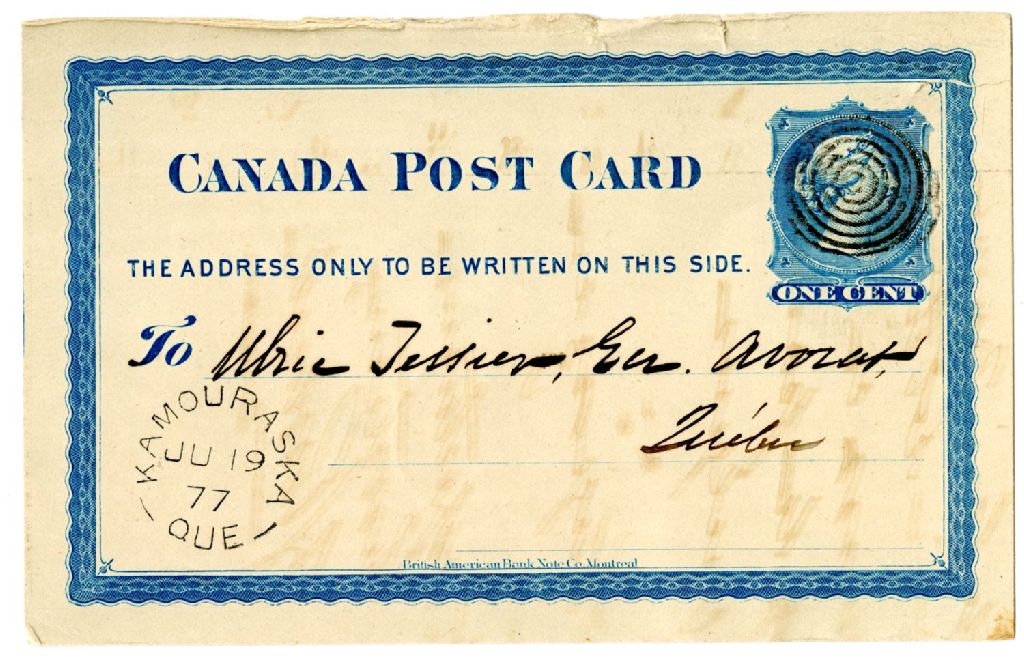 CANADA POST CARD
THE ADDRESS ONLY TO BE WRITTEN ON THIS SIDE.
ONE CENT
To Ulric Tessier, Ecr. Avocat,
Québec
KAMOURASKA
JU 19
77
QUE
British American Bank Note Co. Montreal